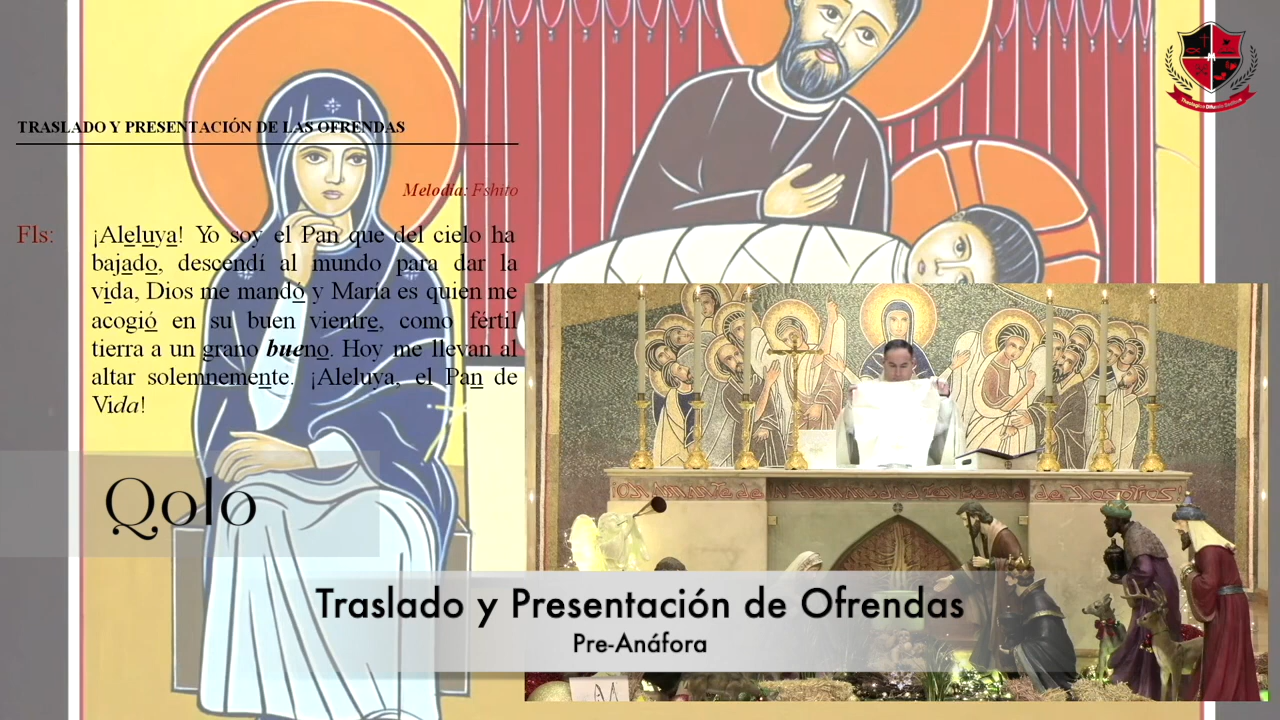 TRASLADO Y PRESENTACIÓN DE LAS OFRENDAS
Melodía: Fshito
Fls: ¡Aleluya! Yo soy el Pan que del cielo ha
bajado, descendí al mundo para dar la
vida, Dios me mandó y María es quien me
acogió en su buen vientre, como fértil
tierra a un grano bueno. Hoy me llevan al
altar solemnemente. ¡Aleluya, el Pan de
Vida!
Qolo
Traslado y Presentación de Ofrendas
Pre-Anáfora